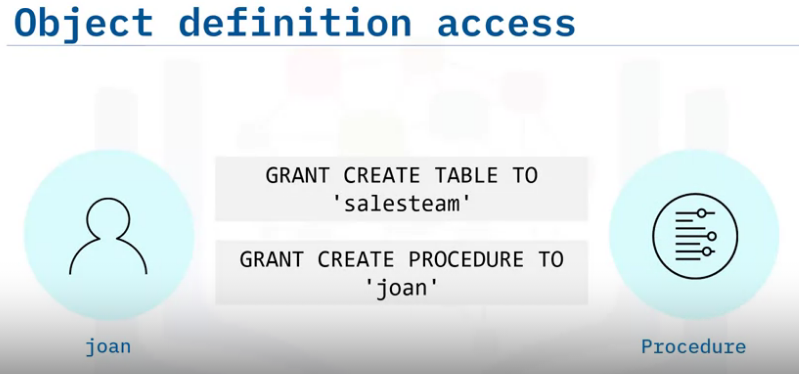 Object definition access
GRANT CREATE TABLE TO
'salesteam'
GRANT CREATE PROCEDURE TO
'joan'
joan
Procedure